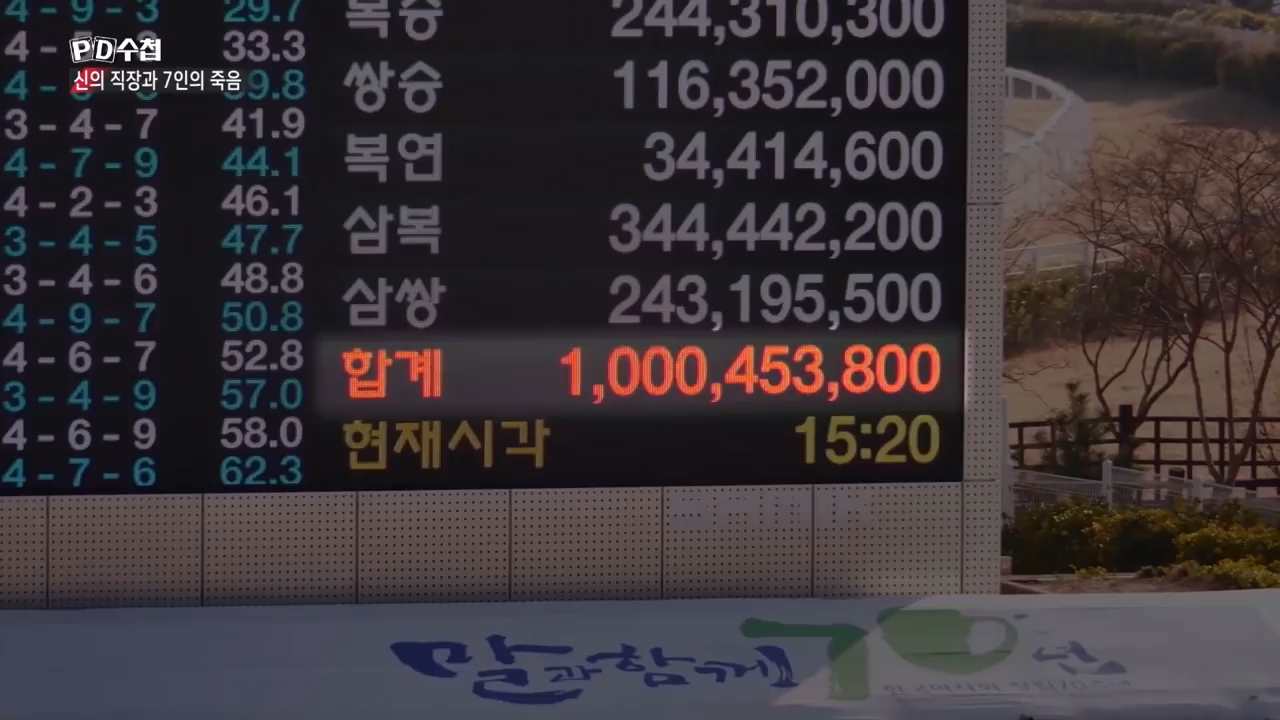 PD수첩
신의 직장과 7인의 죽음
4-9-3 29.7 복승 244,310,300
33.3
39.8 쌍승 116,352,000
3-4-7 41.9
4-7-9 44.1 복연 34,414,600
4-2-3 46.1
3-4-5 47.7 삼복 344,442,200
3-4-6 48.8
4-9-7 50.8 삼쌍 243,195,500
4-6-7 52.8
3-4-9 57.0 합계 1,000,453,800
4-6-9 58.0 현재시각 15:20
4-7-6 62.3
말과 함께 70년